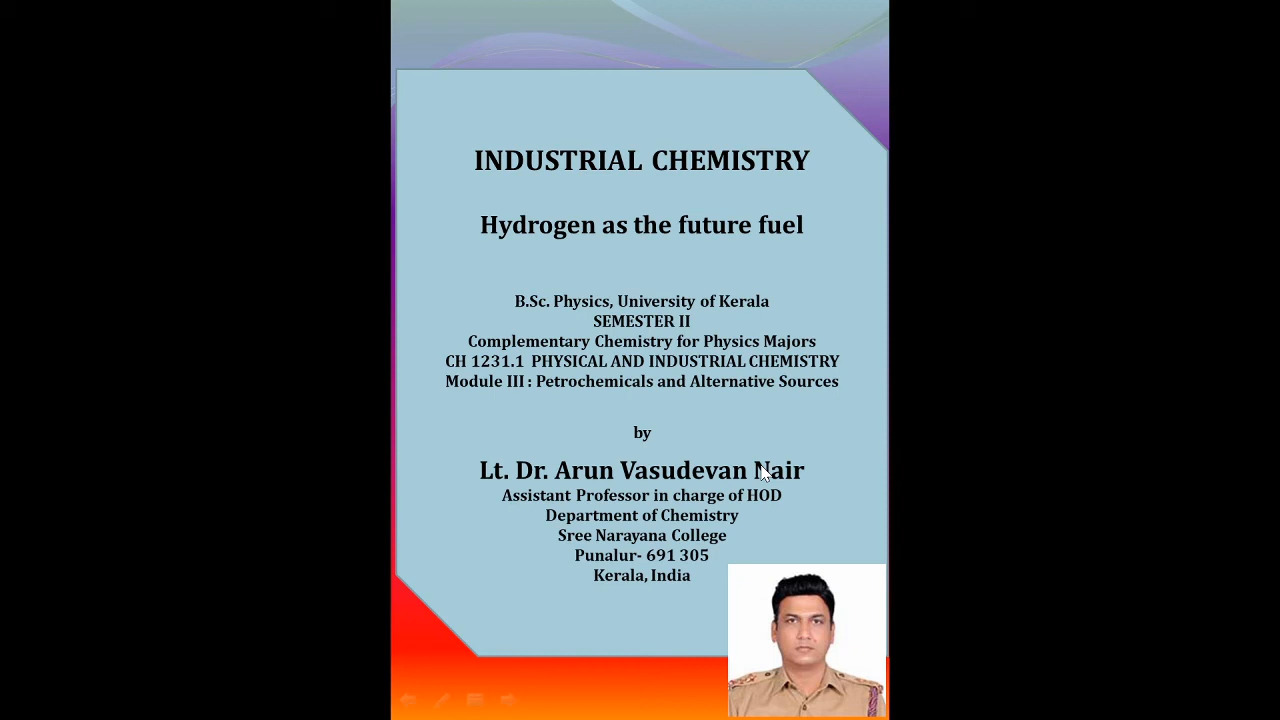 INDUSTRIAL CHEMISTRY
Hydrogen as the future fuel
B.Sc. Physics, University of Kerala
SEMESTER II
Complementary Chemistry for Physics Majors
CH 1231.1 PHYSICAL AND INDUSTRIAL CHEMISTRY
Module III : Petrochemicals and Alternative Sources
by
Lt. Dr. Arun Vasudevan Nair
Assistant Professor in charge of HOD
Department of Chemistry
Sree Narayana College
Punalur- 691 305
Kerala, India